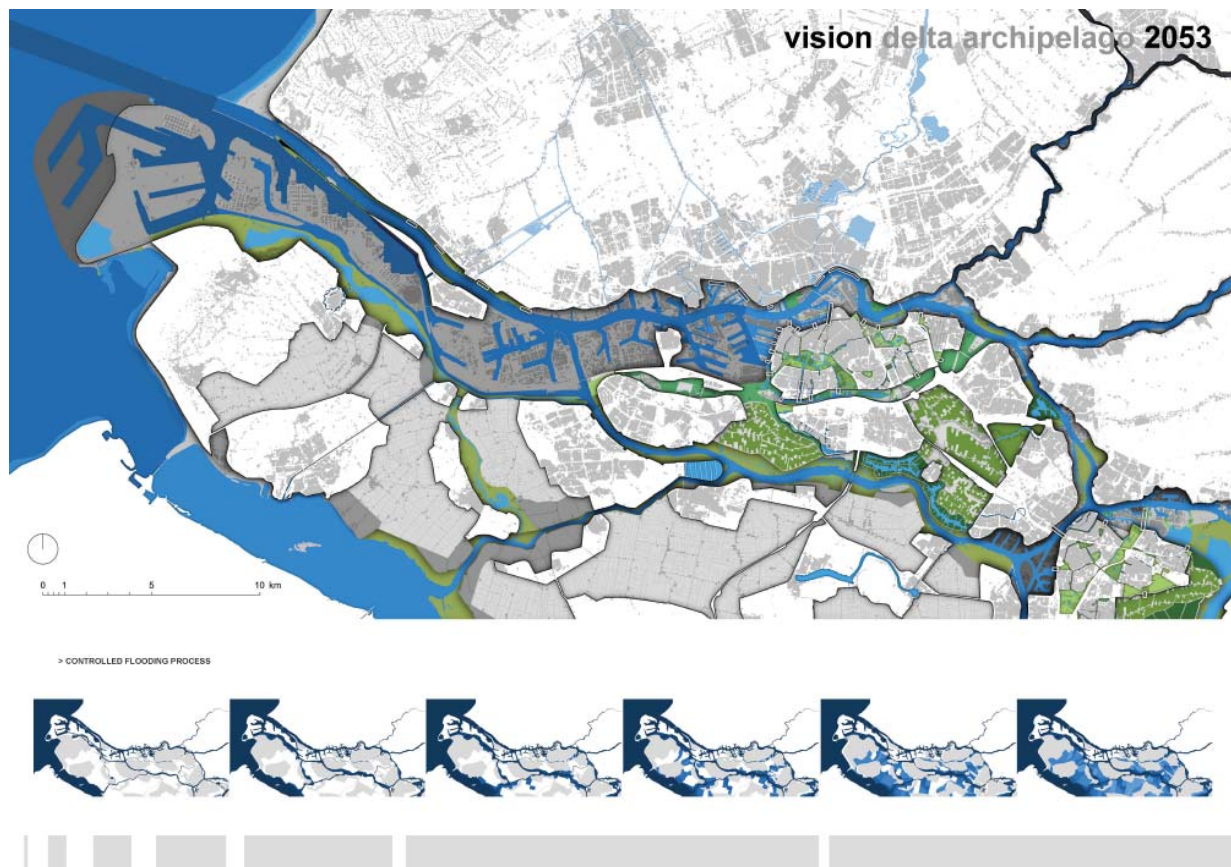 vision delta archipelago 2053
0 1 5 10 km
> CONTROLLED FLOODING PROCESS